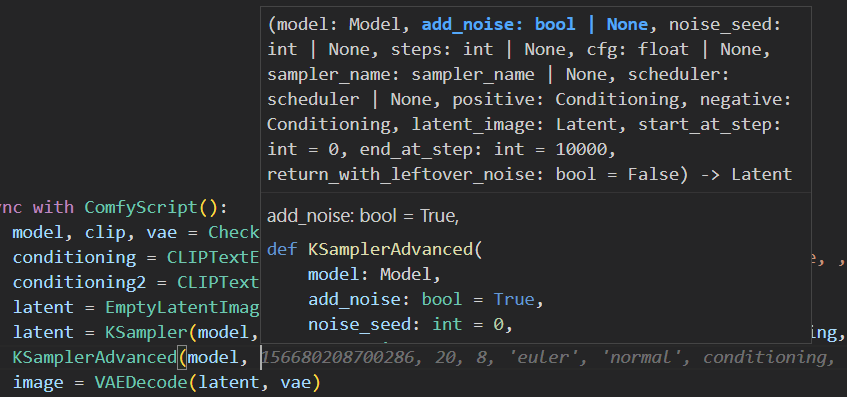 (model: Model, add_noise: bool | None, noise_seed:
int | None, steps: int | None, cfg: float | None,
sampler_name: sampler_name | None, scheduler:
scheduler | None, positive: Conditioning, negative:
Conditioning, latent_image: Latent, start_at_step:
int = 0, end_at_step: int = 10000,
return_with_leftover_noise: bool = False) -> Latent
add_noise: bool = True,
def KSamplerAdvanced(
model: Model,
add_noise: bool = True,
noise_seed: int = 0,
nc with ComfyScript():
model, clip, vae = Check
conditioning = CLIPTextE
conditioning2 = CLIPText
latent = EmptyLatentImag
latent = KSampler(model, ng,
KSamplerAdvanced(model, 156680208700286, 20, 8, 'euler', 'normal', conditioning,
image = VAEDecode(latent, vae)